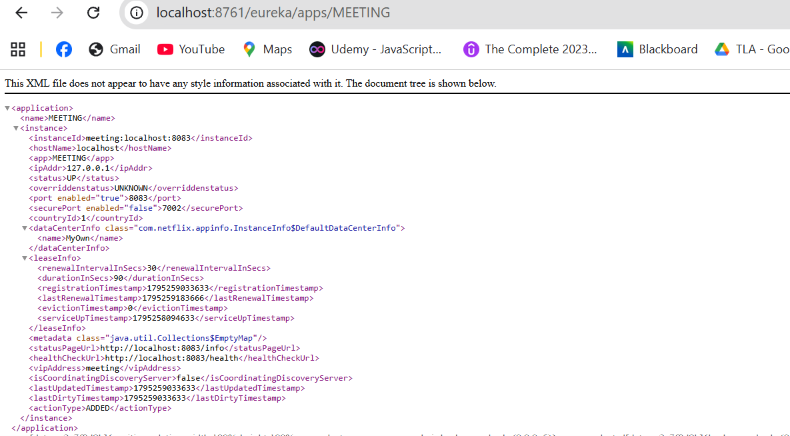 localhost:8761/eureka/apps/MEETING
Gmail YouTube Maps Udemy - JavaScript... The Complete 2023... Blackboard TLA - Goo
This XML file does not appear to have any style information associated with it. The document tree is shown below.
<application>
<name>MEETING</name>
<instance>
<instanceId>meeting:localhost:8083</instanceId>
<hostName>localhost</hostName>
<app>MEETING</app>
<ipAddr>127.0.0.1</ipAddr>
<status>UP</status>
<overriddenstatus>UNKNOWN</overriddenstatus>
<port enabled="true">8083</port>
<securePort enabled="false">7002</securePort>
<countryId>1</countryId>
<dataCenterInfo class="com.netflix.appinfo.InstanceInfo$DefaultDataCenterInfo">
<name>MyOwn</name>
</dataCenterInfo>
<leaseInfo>
<renewalIntervalInSecs>30</renewalIntervalInSecs>
<durationInSecs>90</durationInSecs>
<registrationTimestamp>1795259033633</registrationTimestamp>
<lastRenewalTimestamp>1795259183666</lastRenewalTimestamp>
<evictionTimestamp>0</evictionTimestamp>
<serviceUpTimestamp>1795258094633</serviceUpTimestamp>
</leaseInfo>
<metadata class="java.util.Collections$EmptyMap"/>
<statusPageUrl>http://localhost:8083/info</statusPageUrl>
<healthCheckUrl>http://localhost:8083/health</healthCheckUrl>
<vipAddress>meeting</vipAddress>
<isCoordinatingDiscoveryServer>false</isCoordinatingDiscoveryServer>
<lastUpdatedTimestamp>1795259033633</lastUpdatedTimestamp>
<lastDirtyTimestamp>1795259033633</lastDirtyTimestamp>
<actionType>ADDED</actionType>
</instance>
</application>